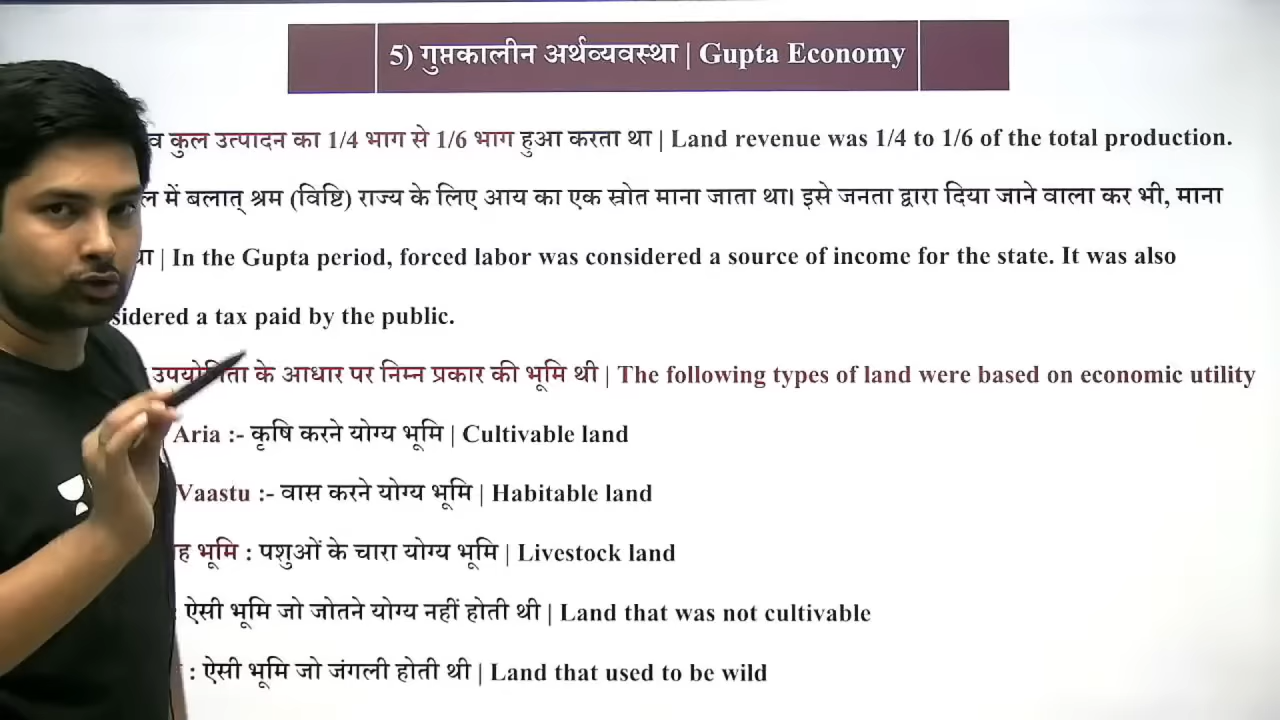 5) गुप्तकालीन अर्थव्यवस्था | Gupta Economy
व कुल उत्पादन का 1/4 भाग से 1/6 भाग हुआ करता था | Land revenue was 1/4 to 1/6 of the total production.
में बलात् श्रम (विष्टि) राज्य के लिए आय का एक स्रोत माना जाता था। इसे जनता द्वारा दिया जाने वाला कर भी, माना
| In the Gupta period, forced labor was considered a source of income for the state. It was also
sidered a tax paid by the public.
उपयोगिता के आधार पर निम्न प्रकार की भूमि थी | The following types of land were based on economic utility
Aria :- कृषि करने योग्य भूमि | Cultivable land
Vaastu :- वास करने योग्य भूमि | Habitable land
ह भूमि : पशुओं के चारा योग्य भूमि | Livestock land
: ऐसी भूमि जो जोतने योग्य नहीं होती थी | Land that was not cultivable
: ऐसी भूमि जो जंगली होती थी | Land that used to be wild